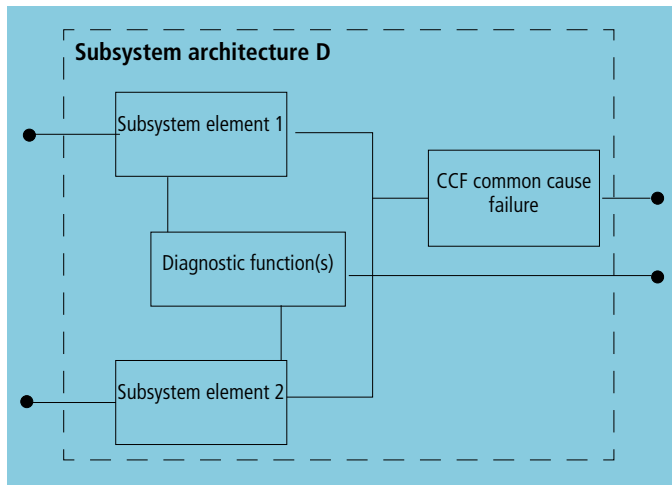 Subsystem architecture D
Subsystem element 1
CCF common cause
failure
Diagnostic function(s)
Subsystem element 2